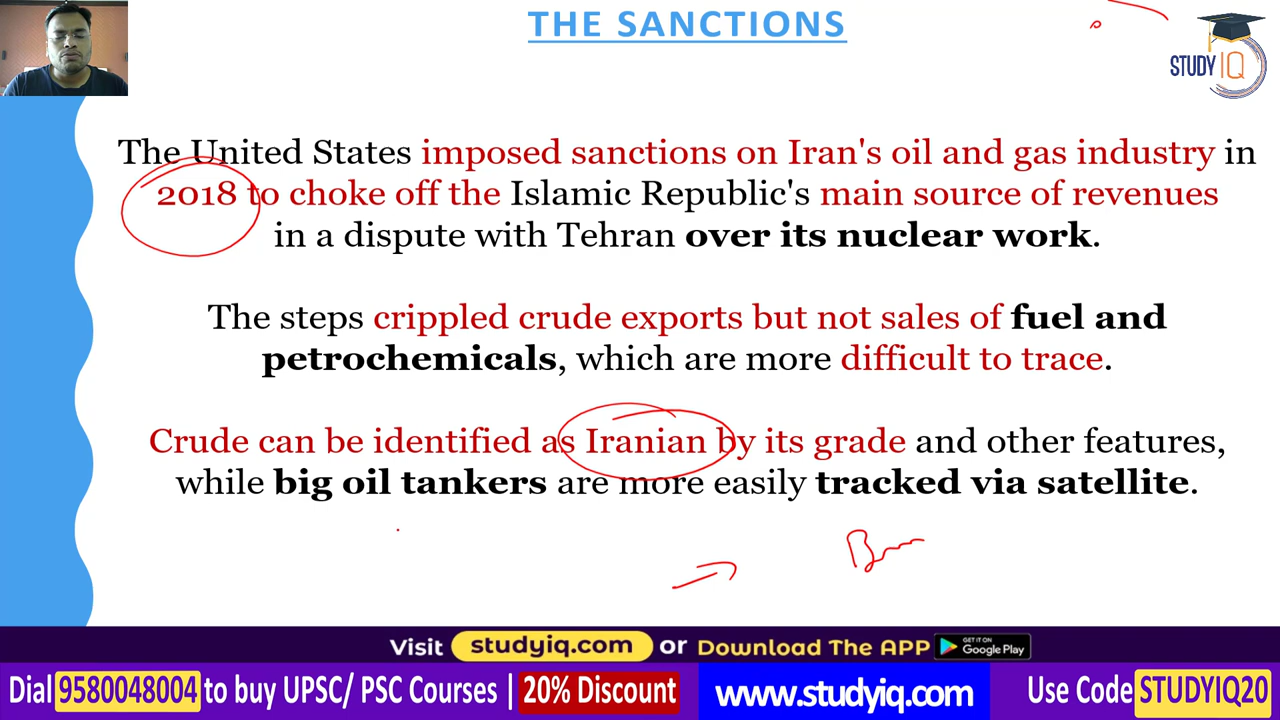 THE SANCTIONS
STUDY IQ
The United States imposed sanctions on Iran's oil and gas industry in
2018 to choke off the Islamic Republic's main source of revenues
in a dispute with Tehran over its nuclear work.
The steps crippled crude exports but not sales of fuel and
petrochemicals, which are more difficult to trace.
Crude can be identified as Iranian by its grade and other features,
while big oil tankers are more easily tracked via satellite.
Visit studyiq.com or Download The APP GET IT ON Google Play
Dial 9580048004 to buy UPSC/ PSC Courses | 20% Discount www.studyiq.com Use Code STUDYIQ20